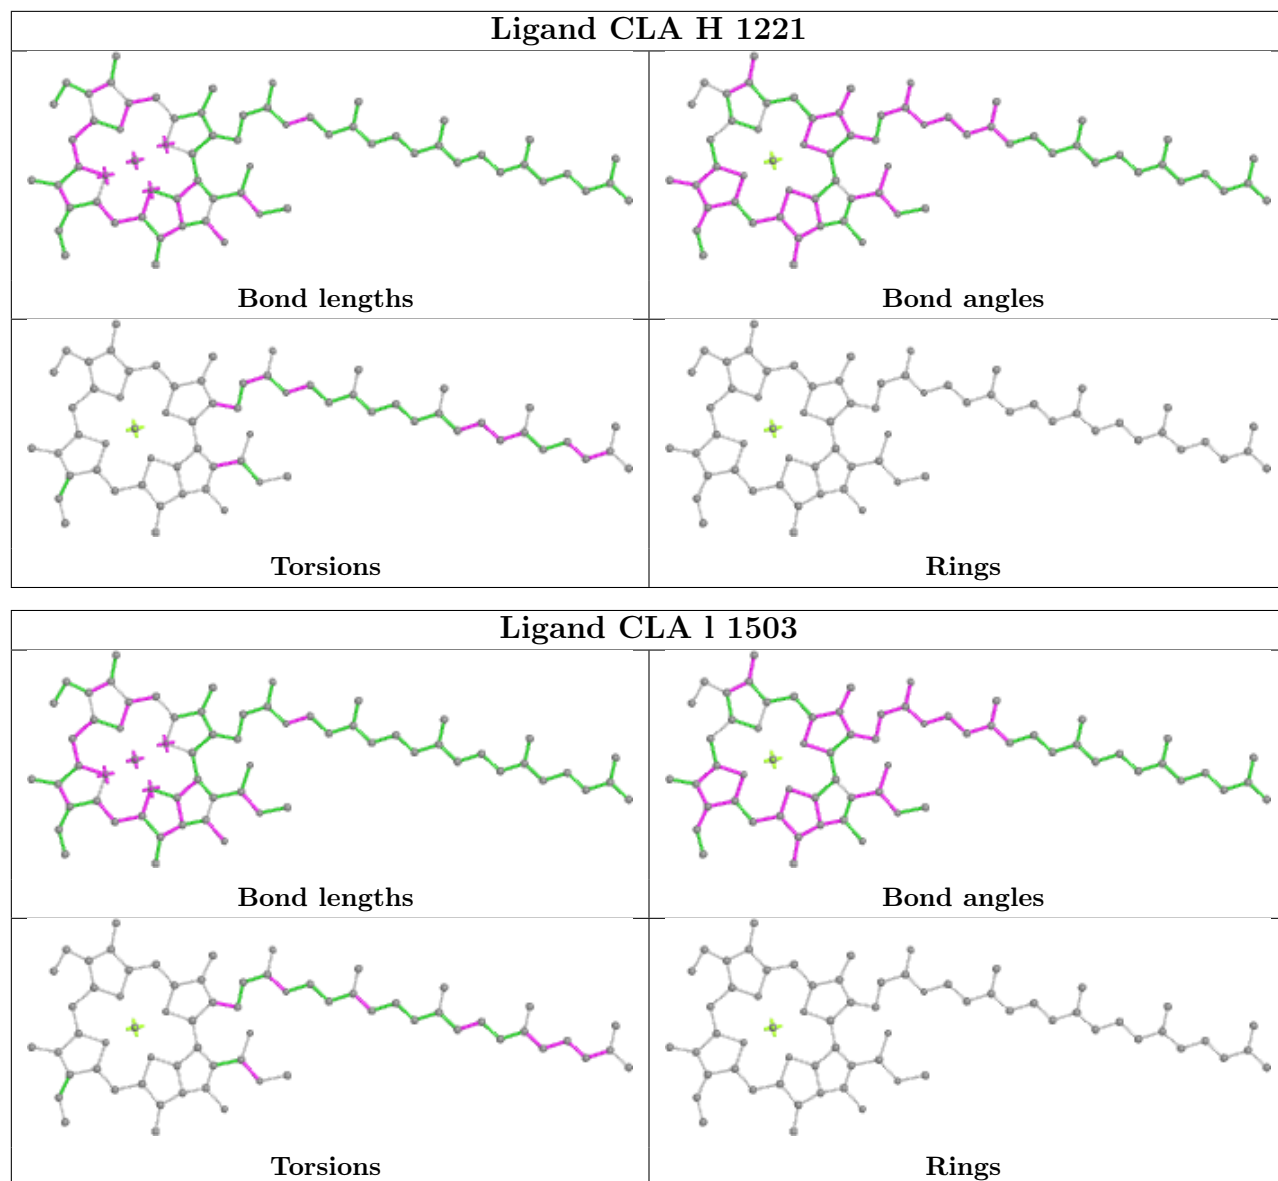 Ligand CLA H 1221
Bond lengths
Bond angles
Torsions
Rings
Ligand CLA l 1503
Bond lengths
Bond angles
Torsions
Rings